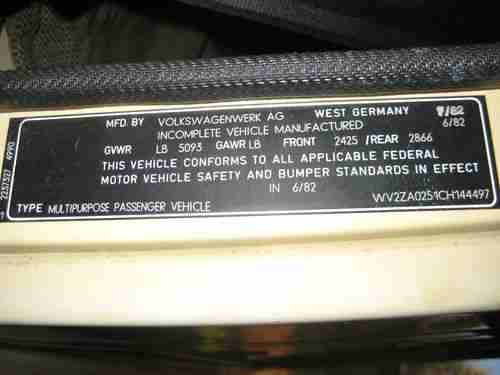 MFD. BY VOLKSWAGENWERK AG WEST GERMANY 7/82
INCOMPLETE VEHICLE MANUFACTURED 6/82
GVWR LB 5093 GAWR LB FRONT 2425 /REAR 2866
THIS VEHICLE CONFORMS TO ALL APPLICABLE FEDERAL
MOTOR VEHICLE SAFETY AND BUMPER STANDARDS IN EFFECT
IN 6/82
TYPE MULTIPURPOSE PASSENGER VEHICLE WV2ZA0251CH144497